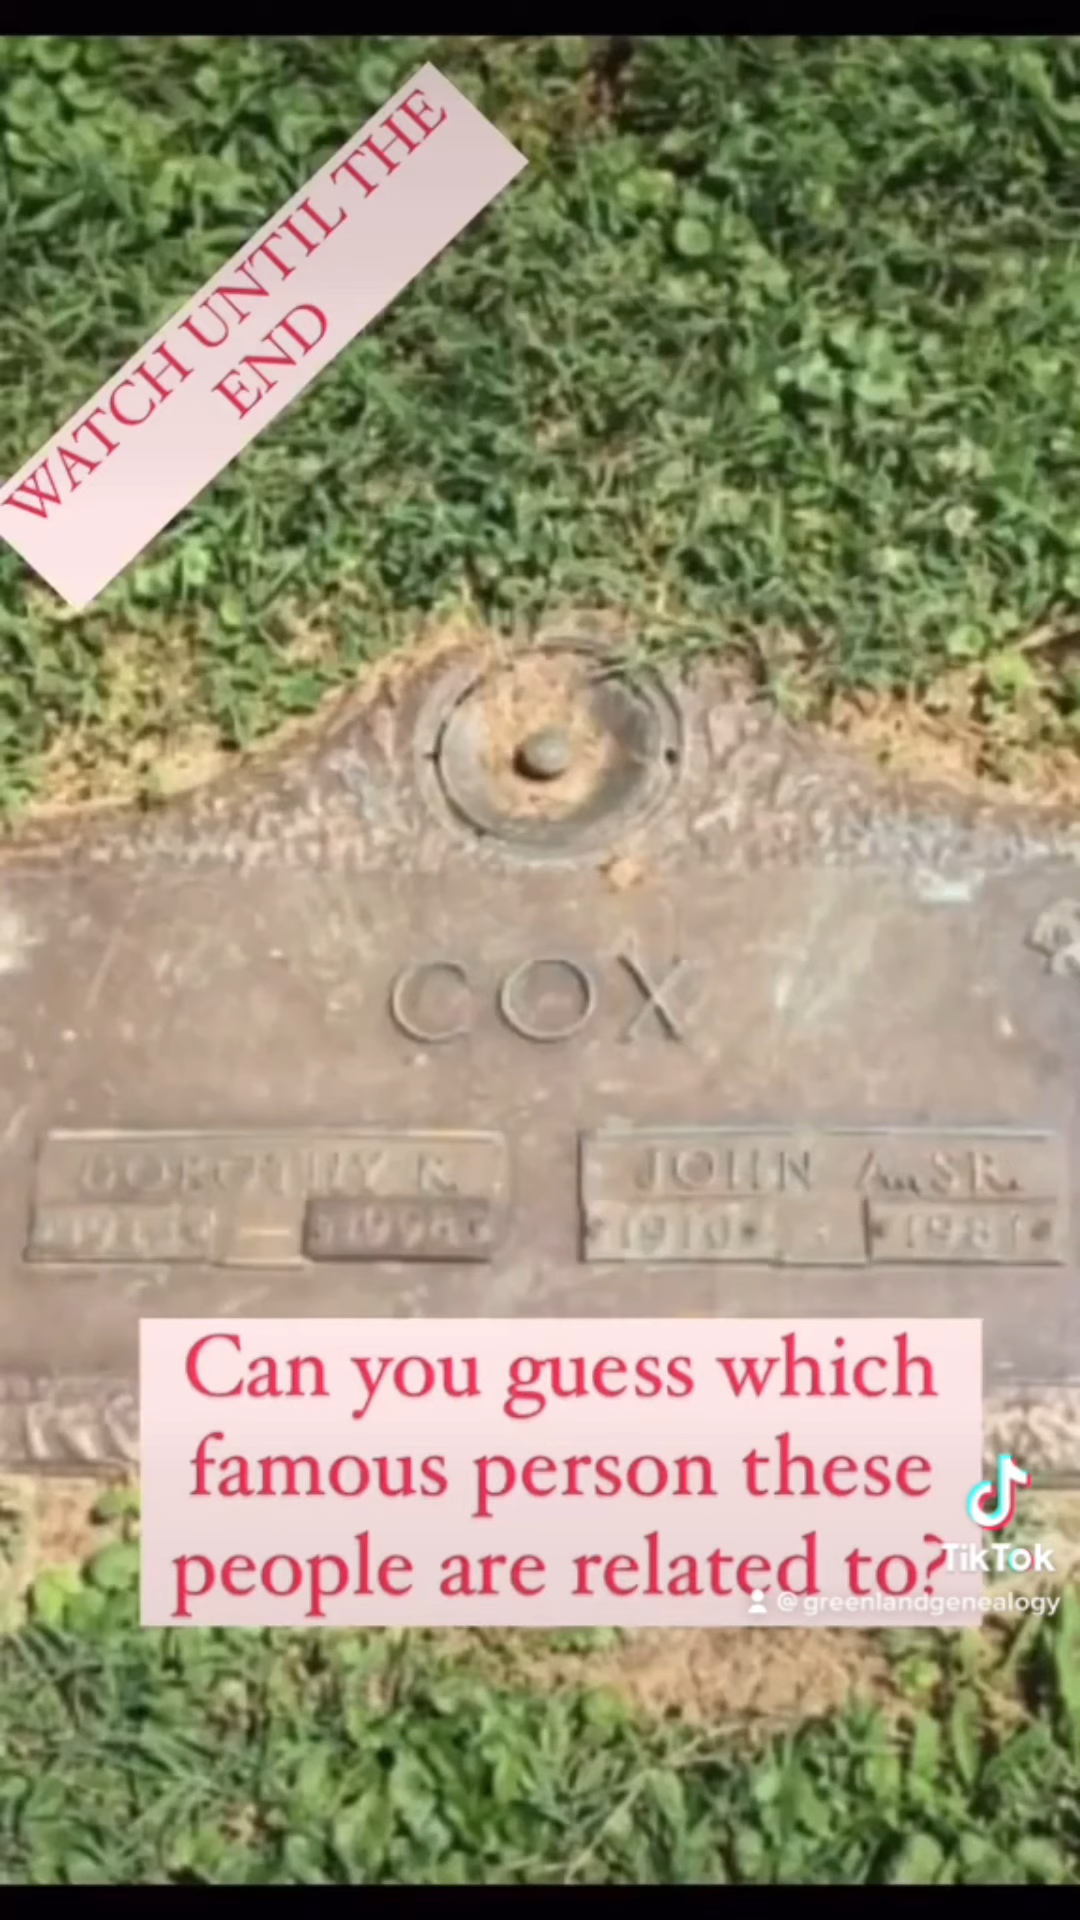 WATCH UNTIL THE
END
COX
DOROTHY R.
JOHN A. SR.
1996
1910
1981
Can you guess which
famous person these
people are related to?
TikTok
@greenlandgenealogy